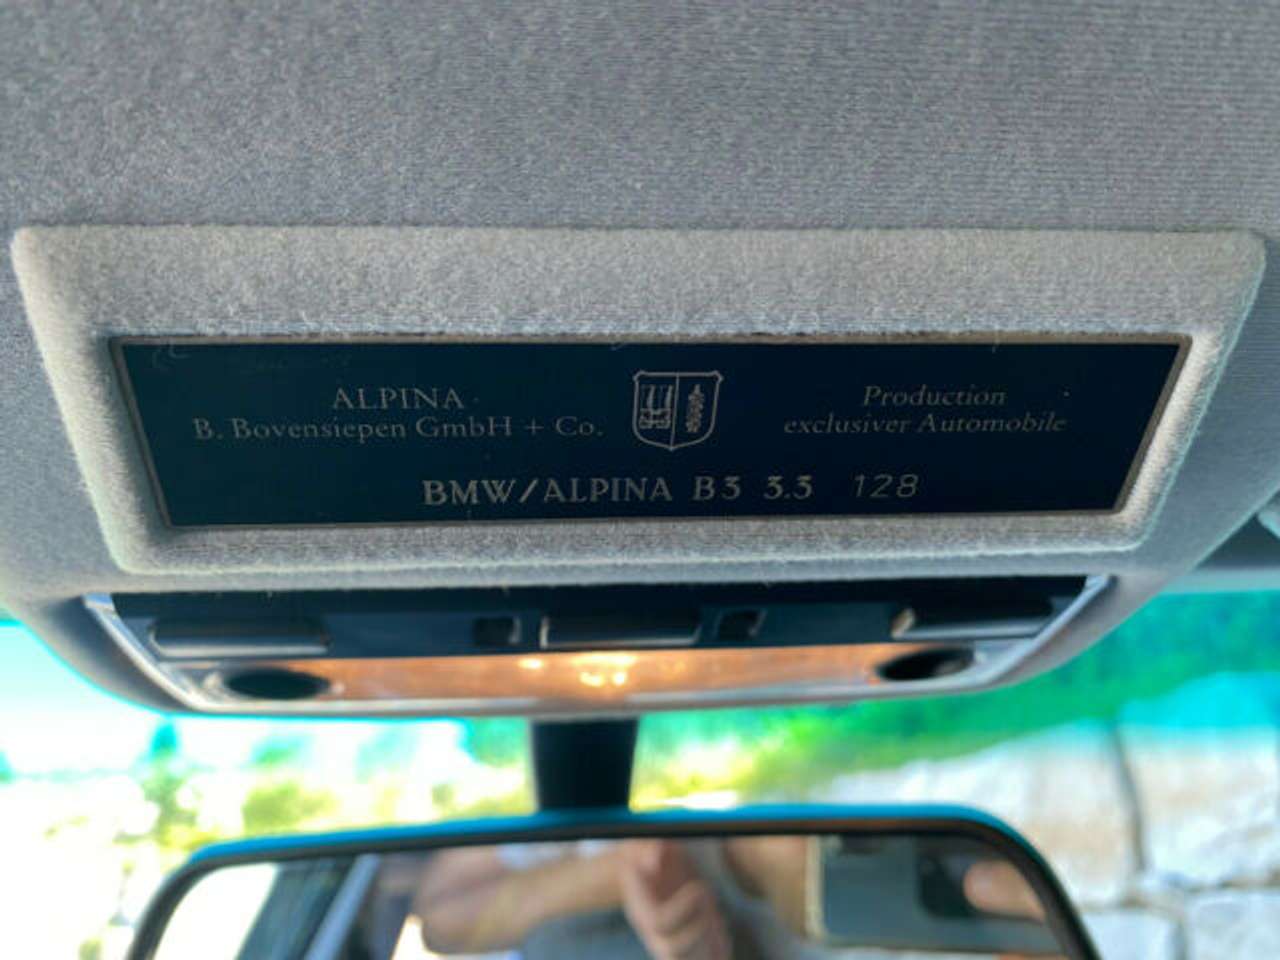 ALPINA
B. Bovensiepen GmbH + Co.
Production
exclusiver Automobile
BMW/ALPINA B3 3.3 128